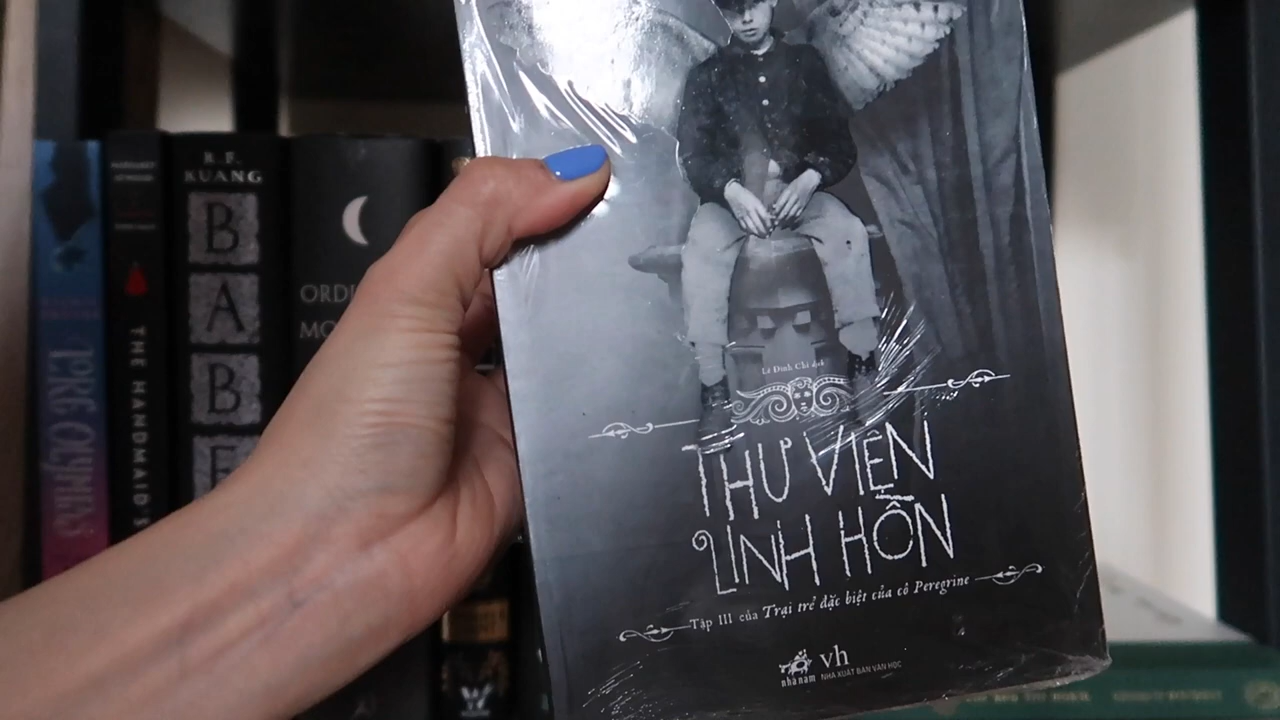 R. F.
KUANG
B
A
B
E
THE HANDMAID'S
ORDI
MO
Lê Đình Chi dịch
THƯ VIỆN
LINH HỒN
Tập III của Trại trẻ đặc biệt của cô Peregrine
nhã nam
vh
NHÀ XUẤT BẢN VĂN HỌC